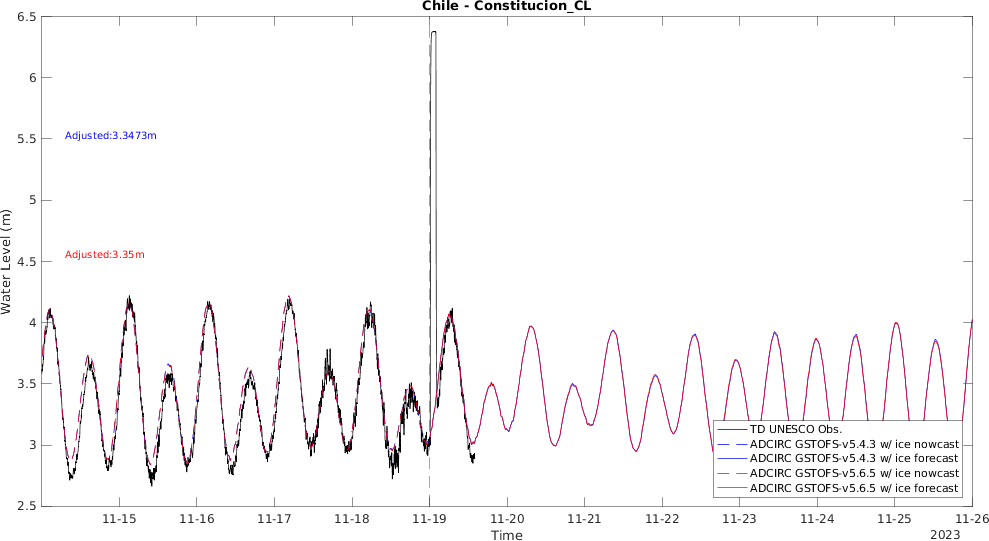 Chile - Constitucion_CL
6.5
6
5.5
5
4.5
4
3.5
3
2.5
Water Level (m)
Adjusted:3.3473m
Adjusted:3.35m
TD UNESCO Obs.
ADCIRC GSTOFS-v5.4.3 w/ ice nowcast
ADCIRC GSTOFS-v5.4.3 w/ ice forecast
ADCIRC GSTOFS-v5.6.5 w/ ice nowcast
ADCIRC GSTOFS-v5.6.5 w/ ice forecast
11-15 11-16 11-17 11-18 11-19 11-20 11-21 11-22 11-23 11-24 11-25 11-26
Time
2023